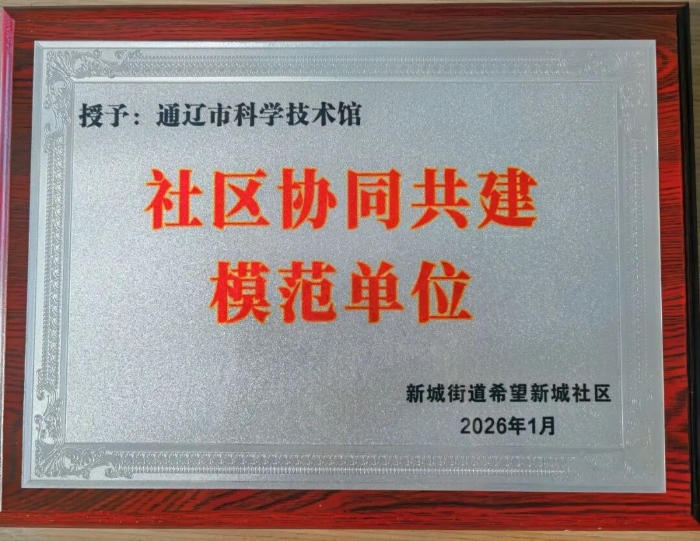 授予：通辽市科学技术馆
社区协同共建
模范单位
新城街道希望新城社区
2026年1月